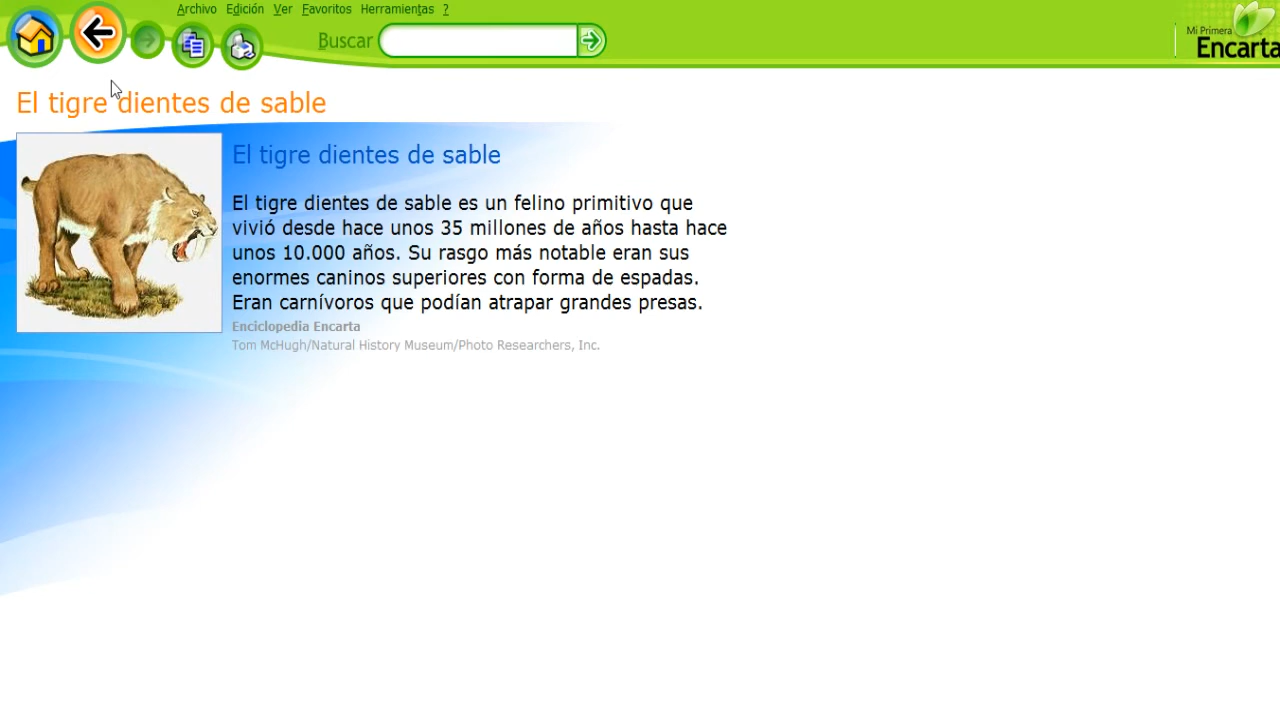 Archivo Edición Ver Favoritos Herramientas ?
Buscar
Mi Primera
Encarta
El tigre dientes de sable
El tigre dientes de sable
El tigre dientes de sable es un felino primitivo que
vivió desde hace unos 35 millones de años hasta hace
unos 10.000 años. Su rasgo más notable eran sus
enormes caninos superiores con forma de espadas.
Eran carnívoros que podían atrapar grandes presas.
Enciclopedia Encarta
Tom McHugh/Natural History Museum/Photo Researchers, Inc.